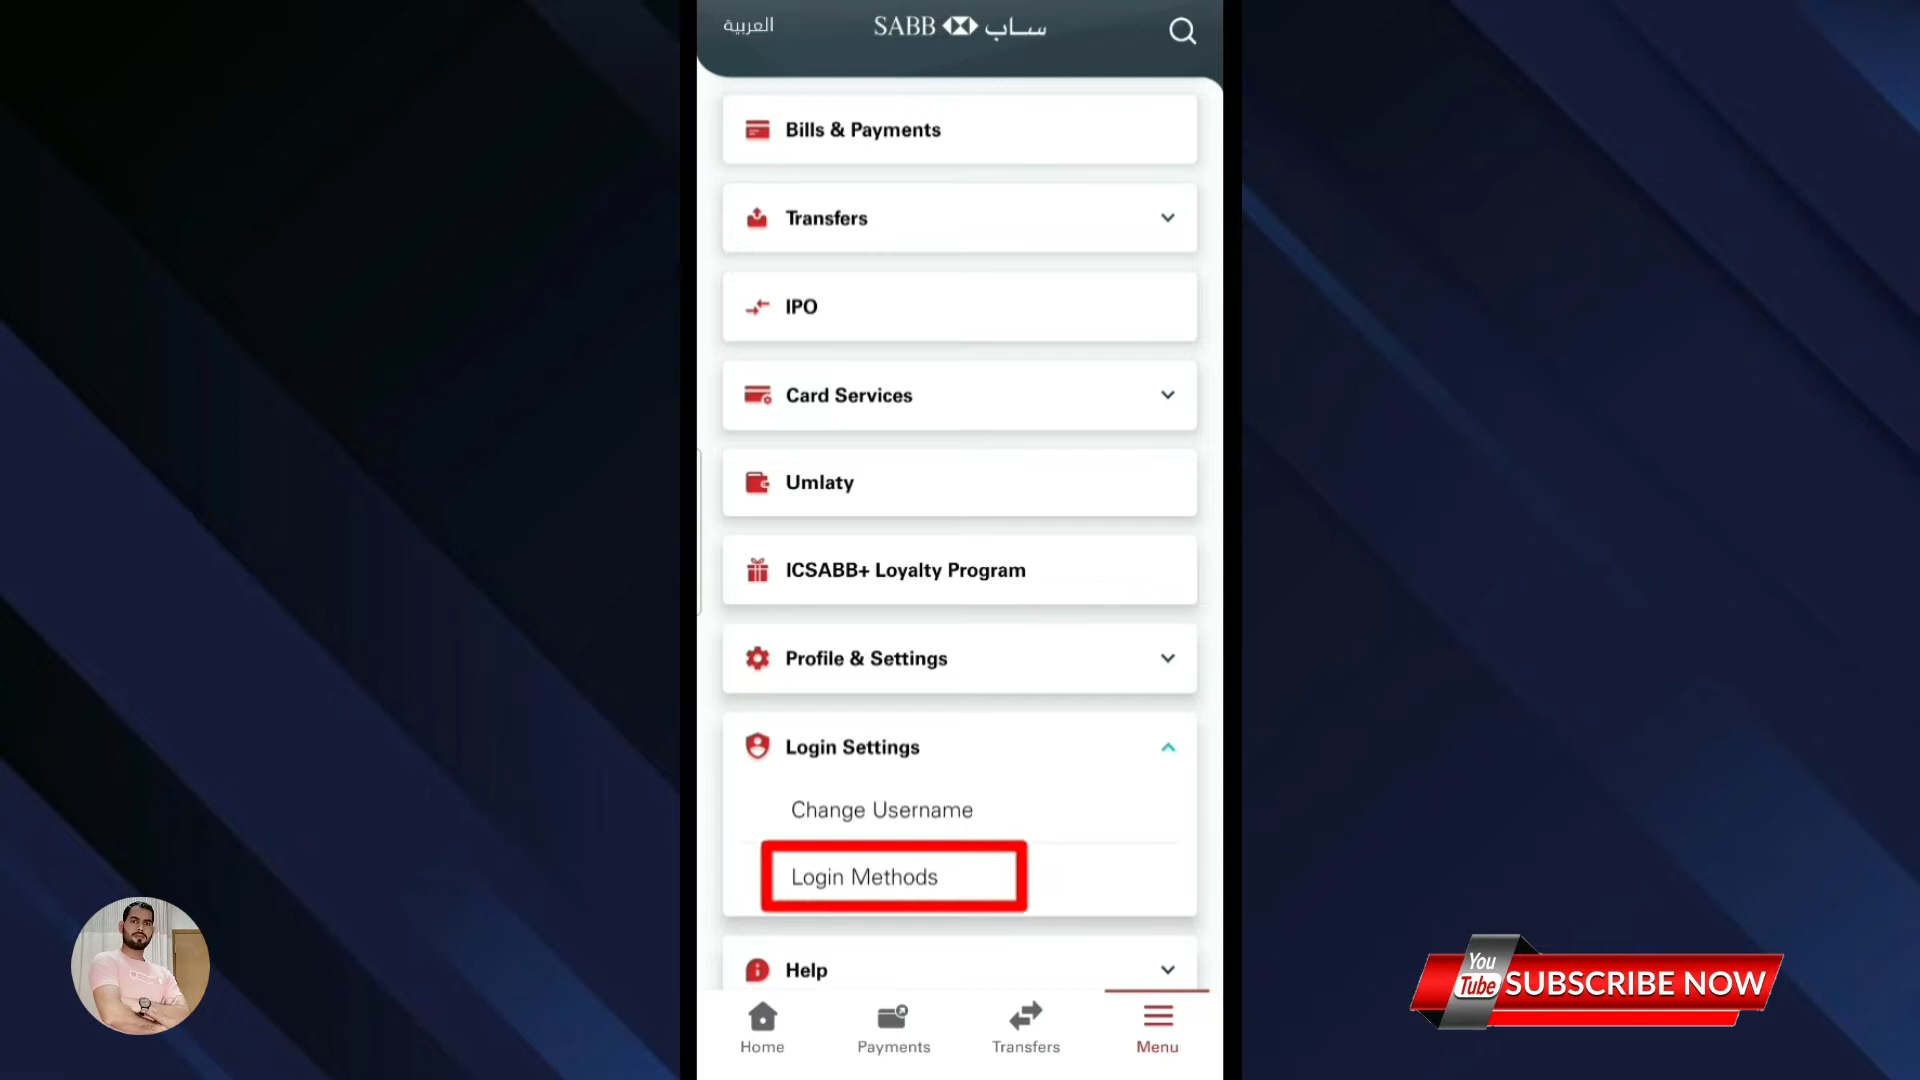 العربية
SABB ساب
Bills & Payments
Transfers
IPO
Card Services
Umlaty
ICSABB+ Loyalty Program
Profile & Settings
Login Settings
Change Username
Login Methods
Help
Home
Payments
Transfers
Menu
You
Tube
SUBSCRIBE NOW